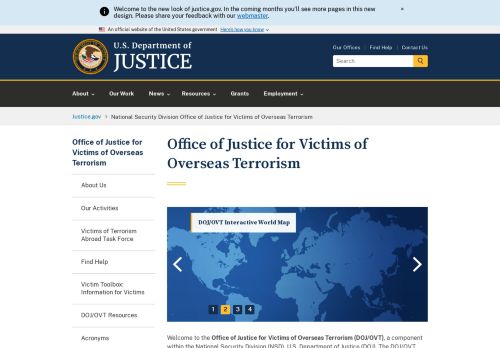 Welcome to the new look of justice.gov. In the coming months you'll see more pages in this new
design. Please share your feedback with our webmaster.
×
An official website of the United States government Here's how you know
U.S. Department of
JUSTICE
Our Offices Find Help Contact Us
Search
About Our Work News Resources Grants Employment
Justice.gov National Security Division Office of Justice for Victims of Overseas Terrorism
Office of Justice for
Victims of Overseas
Terrorism
About Us
Our Activities
Victims of Terrorism
Abroad Task Force
Find Help
Victim Toolbox:
Information for Victims
DOJ/OVT Resources
Acronyms
Office of Justice for Victims of
Overseas Terrorism
DOJ/OVT Interactive World Map
1 2 3 4
Welcome to the Office of Justice for Victims of Overseas Terrorism (DOJ/OVT), a
component within the National Security Division (NSD), U.S. Department of Justice (DOJ). The DOJ/OVT